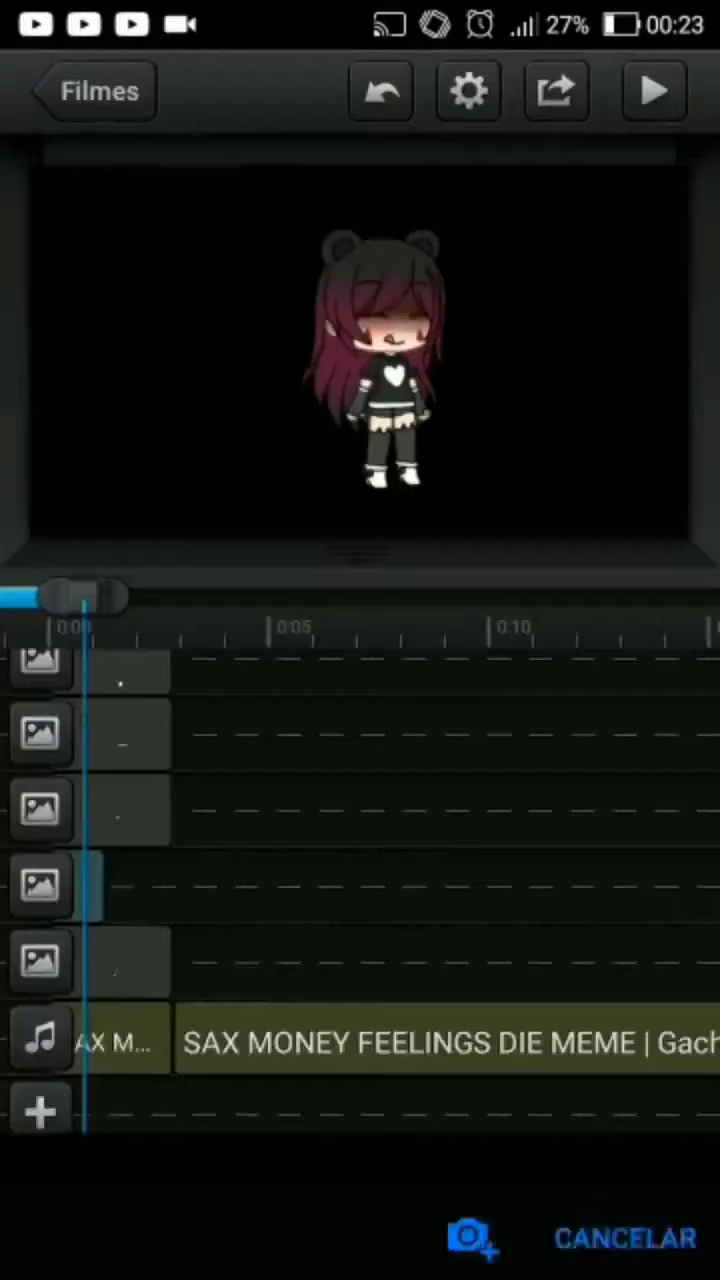 27% 00:23
Filmes
0:00 0:05 0:10
AX M...
SAX MONEY FEELINGS DIE MEME | Gach
CANCELAR